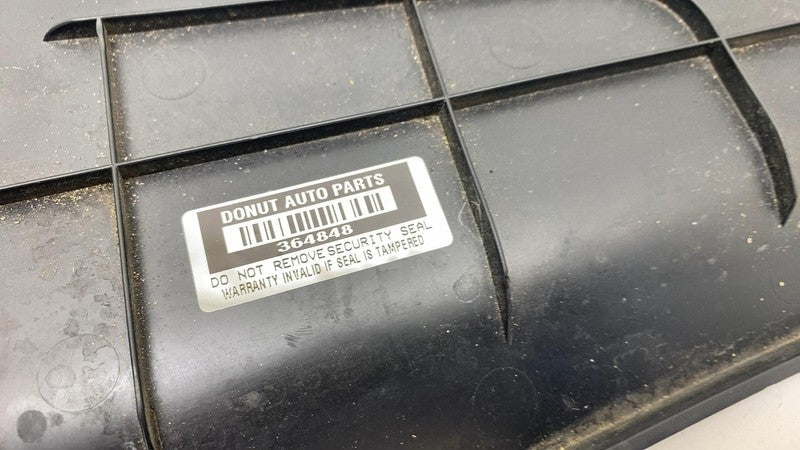 DONUT AUTO PARTS
364848
DO NOT REMOVE SECURITY SEAL
WARRANTY INVALID IF SEAL IS TAMPERED